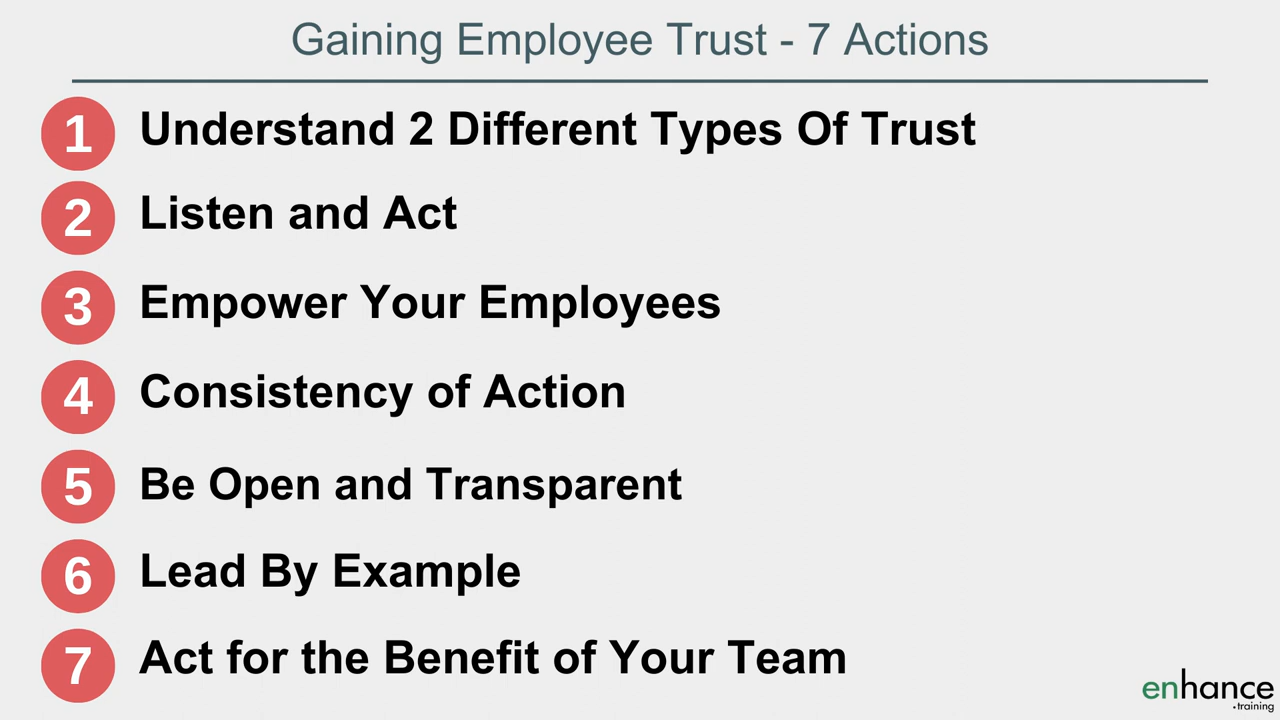 Gaining Employee Trust - 7 Actions
1 Understand 2 Different Types Of Trust
2 Listen and Act
3 Empower Your Employees
4 Consistency of Action
5 Be Open and Transparent
6 Lead By Example
7 Act for the Benefit of Your Team
enhance
.training